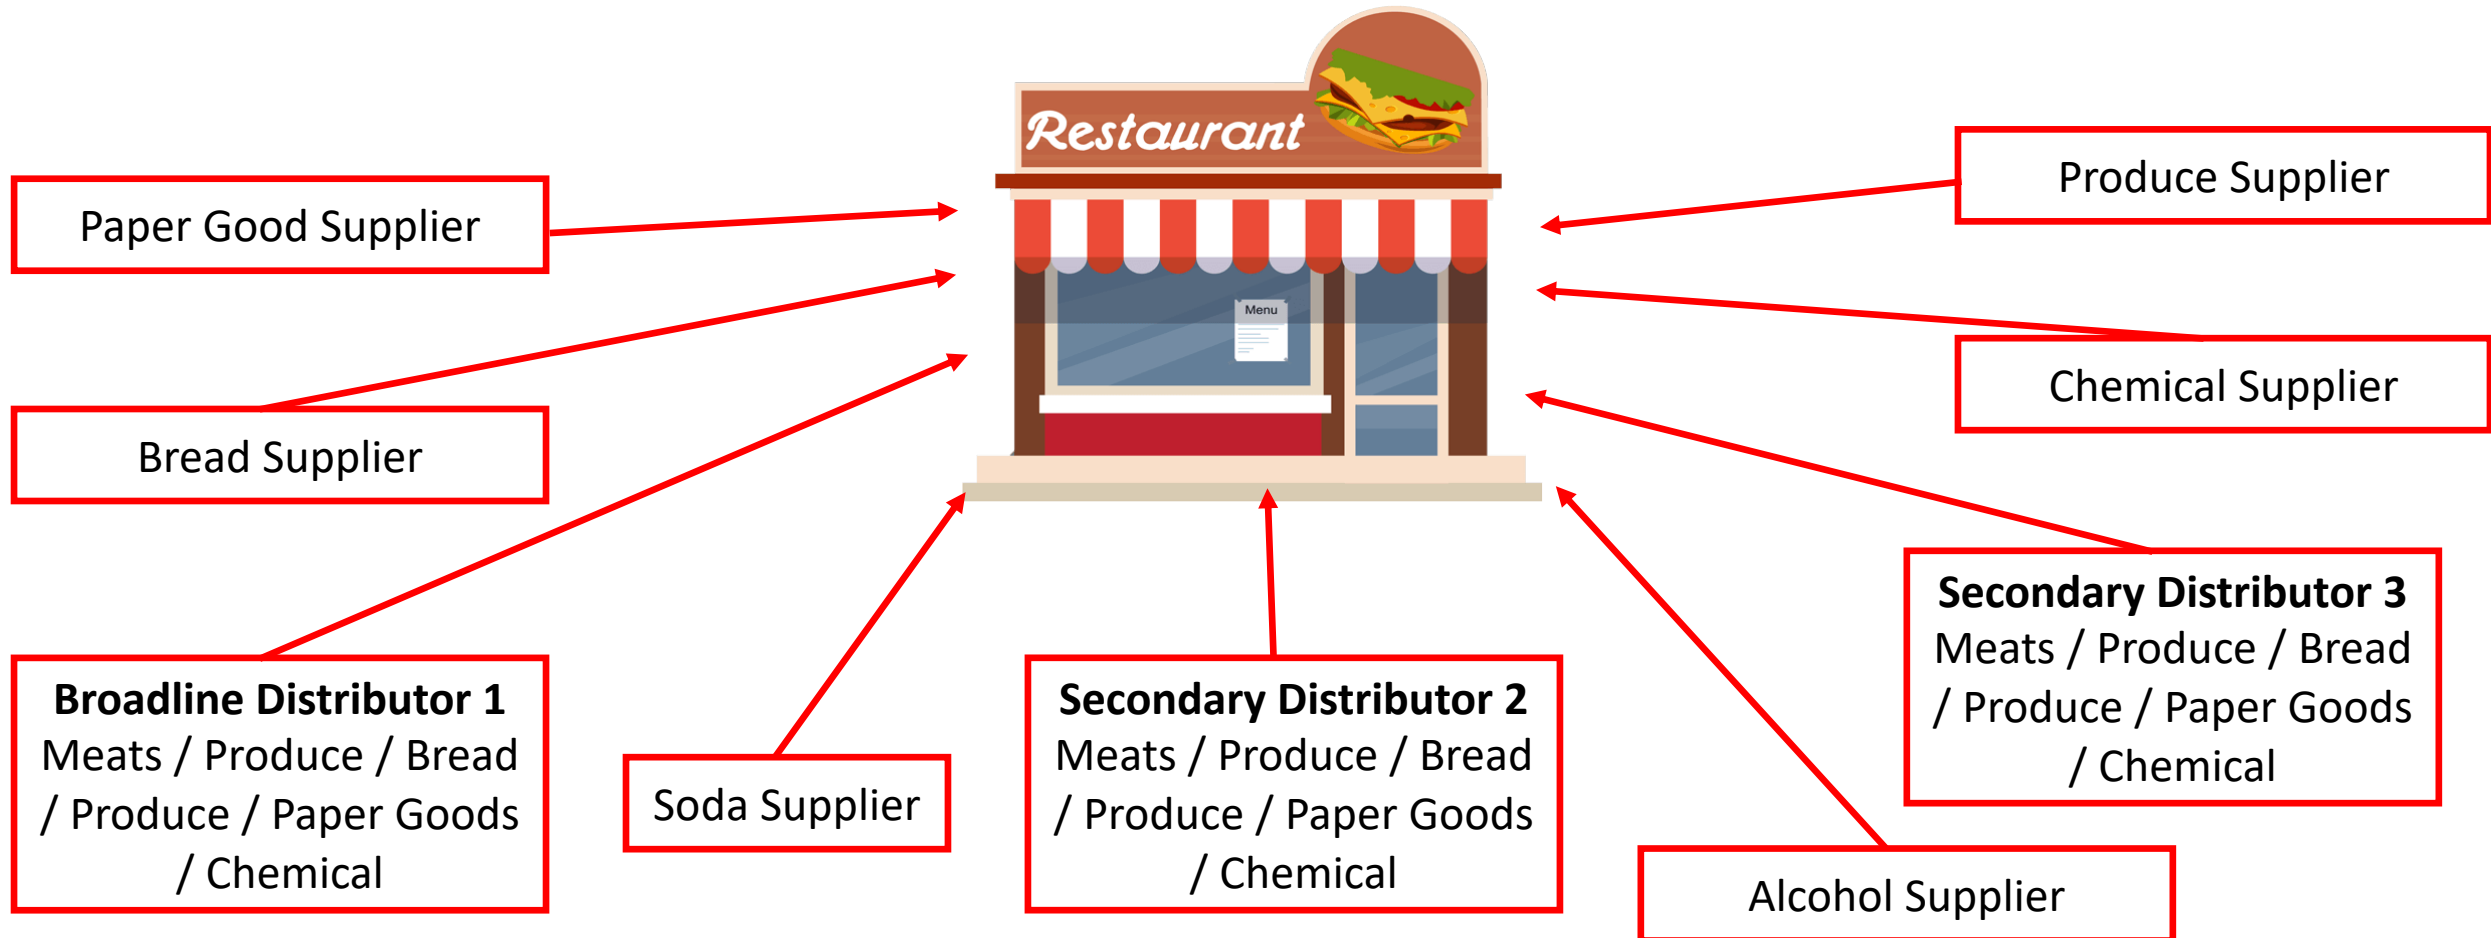 Restaurant
Menu
Paper Good Supplier
Produce Supplier
Bread Supplier
Chemical Supplier
Broadline Distributor 1
Meats / Produce / Bread
/ Produce / Paper Goods
/ Chemical
Soda Supplier
Secondary Distributor 2
Meats / Produce / Bread
/ Produce / Paper Goods
/ Chemical
Secondary Distributor 3
Meats / Produce / Bread
/ Produce / Paper Goods
/ Chemical
Alcohol Supplier